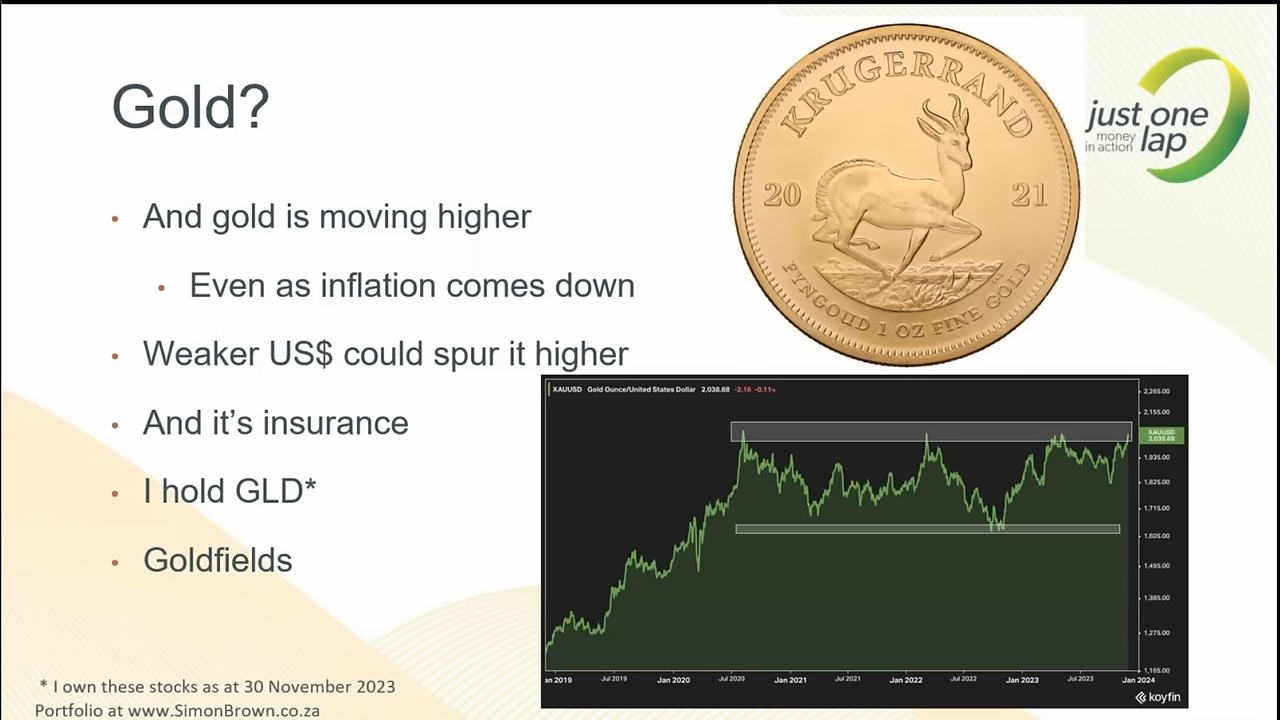 Gold?
• And gold is moving higher
• Even as inflation comes down
• Weaker US$ could spur it higher
• And it’s insurance
• I hold GLD*
• Goldfields
* I own these stocks as at 30 November 2023
Portfolio at www.SimonBrown.co.za
KRUGERRAND
20 21
FYNGOUD 1 OZ FINE GOLD
just one lap
money in action
XAUUSD Gold Ounce/United States Dollar 2,038.68 -2.16 -0.11%
2,265.00
2,155.00
XAUUSD
2,038.68
1,935.00
1,825.00
1,715.00
1,605.00
1,495.00
1,385.00
1,275.00
1,165.00
n 2019 Jul 2019 Jan 2020 Jul 2020 Jan 2021 Jul 2021 Jan 2022 Jul 2022 Jan 2023 Jul 2023 Jan 2024
koyfin